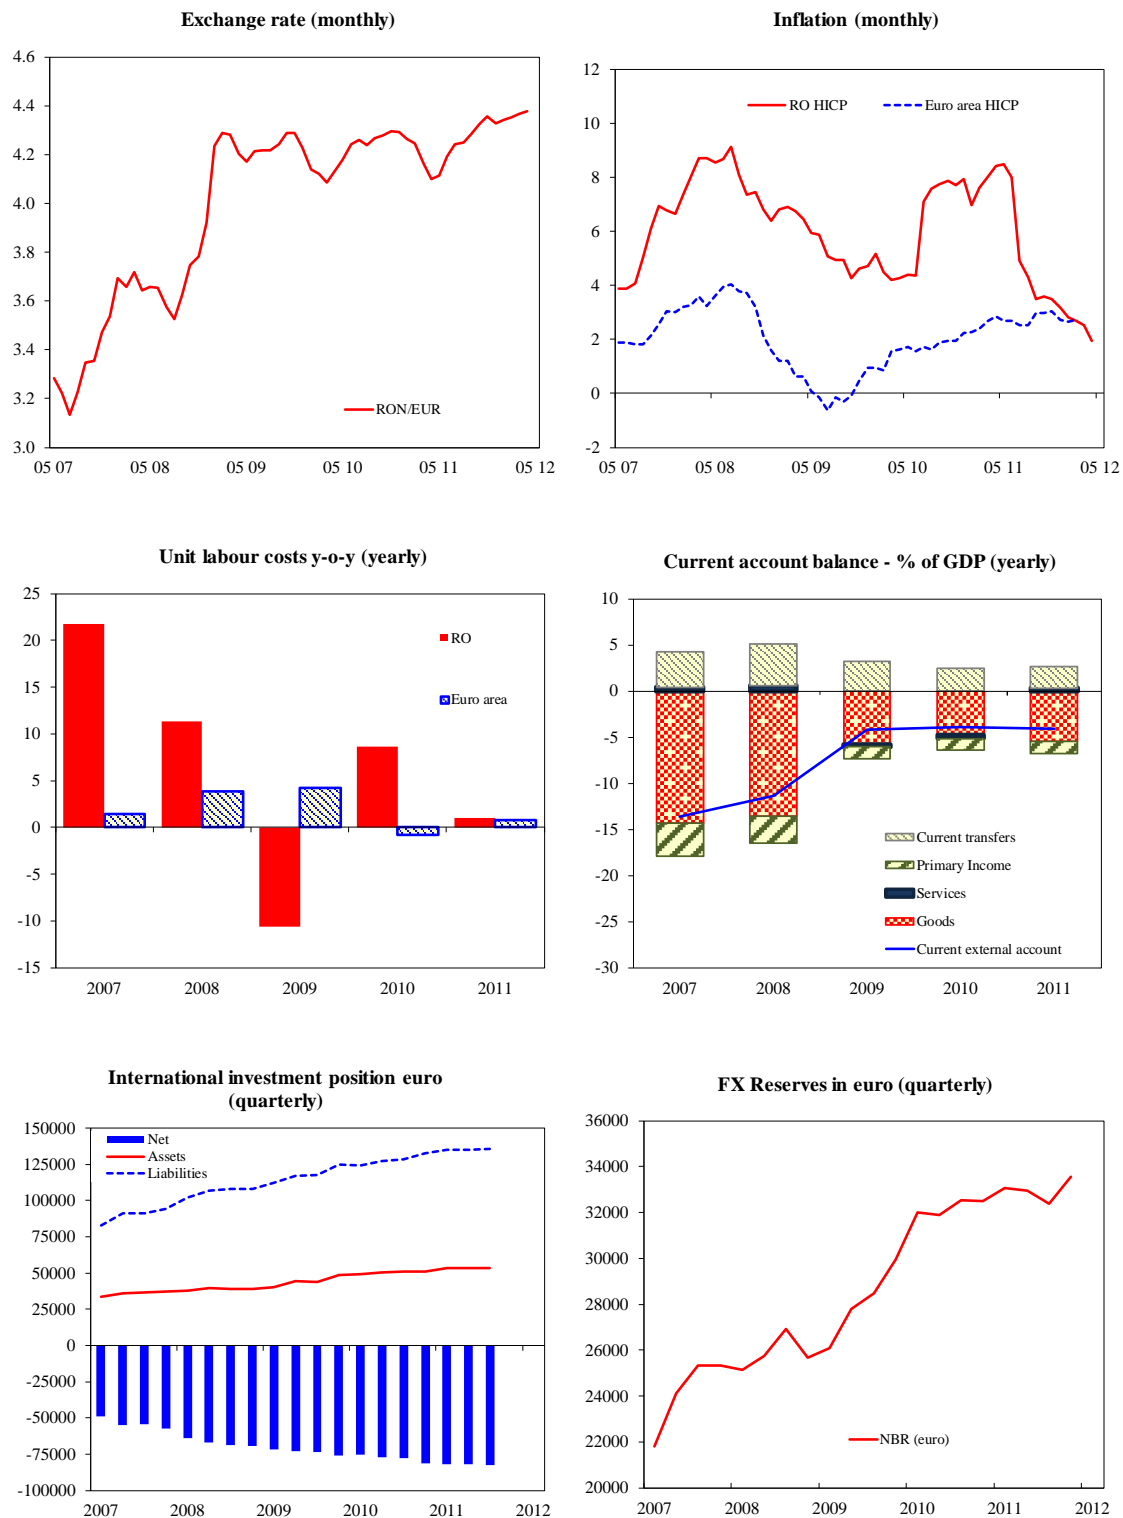 Exchange rate (monthly)
4.6
4.4
4.2
4.0
3.8
3.6
3.4
3.2
3.0
RON/EUR
05 07 05 08 05 09 05 10 05 11 05 12
Inflation (monthly)
12
10
8
6
4
2
0
-2
RO HICP Euro area HICP
05 07 05 08 05 09 05 10 05 11 05 12
Unit labour costs y-o-y (yearly)
25
20
15
10
5
0
-5
-10
-15
RO
Euro area
2007 2008 2009 2010 2011
Current account balance - % of GDP (yearly)
10
5
0
-5
-10
-15
-20
-25
-30
Current transfers
Primary Income
Services
Goods
Current external account
2007 2008 2009 2010 2011
International investment position euro
(quarterly)
150000
125000
100000
75000
50000
25000
0
-25000
-50000
-75000
-100000
Net
Assets
Liabilities
2007 2008 2009 2010 2011 2012
FX Reserves in euro (quarterly)
36000
34000
32000
30000
28000
26000
24000
22000
20000
NBR (euro)
2007 2008 2009 2010 2011 2012